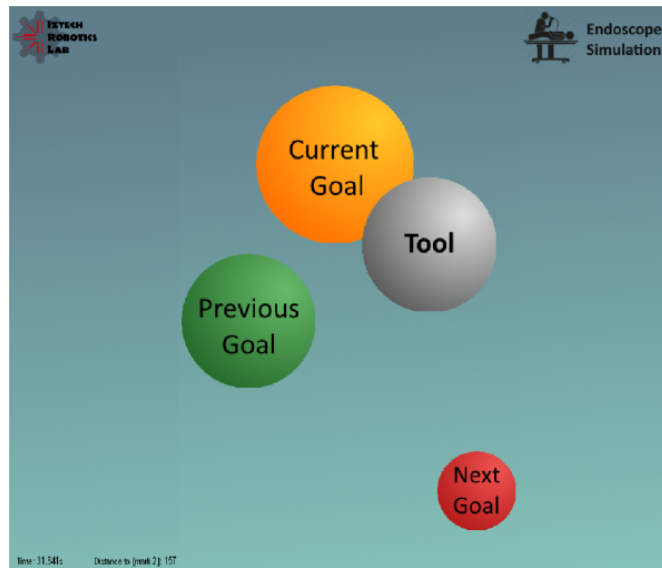 IZTECH
ROBOTICS
LAB
Endoscope
Simulation
Current
Goal
Tool
Previous
Goal
Next
Goal
Time: 31.341s Distance to [mark 2]: 157